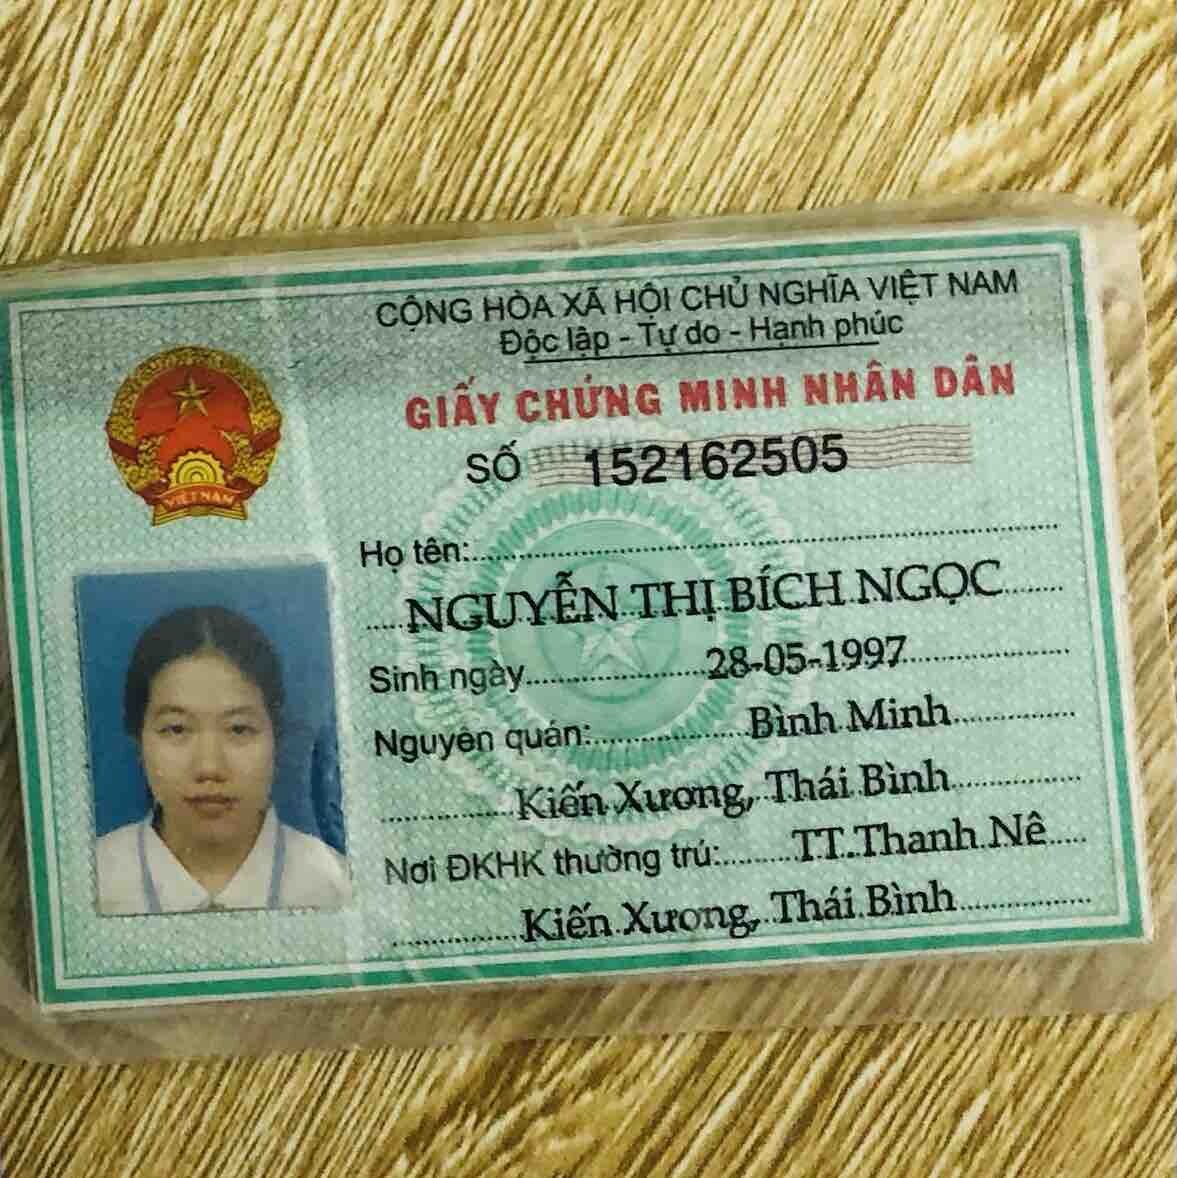 CỘNG HÒA XÃ HỘI CHỦ NGHĨA VIỆT NAM
Độc lập - Tự do - Hạnh phúc
GIẤY CHỨNG MINH NHÂN DÂN
SỐ 152162505
VIỆT NAM
Họ tên:
NGUYỄN THỊ BÍCH NGỌC
Sinh ngày 28-05-1997
Nguyên quán: Bình Minh
Kiến Xương, Thái Bình
Nơi ĐKHK thường trú: TT.Thanh Nê
Kiến Xương, Thái Bình